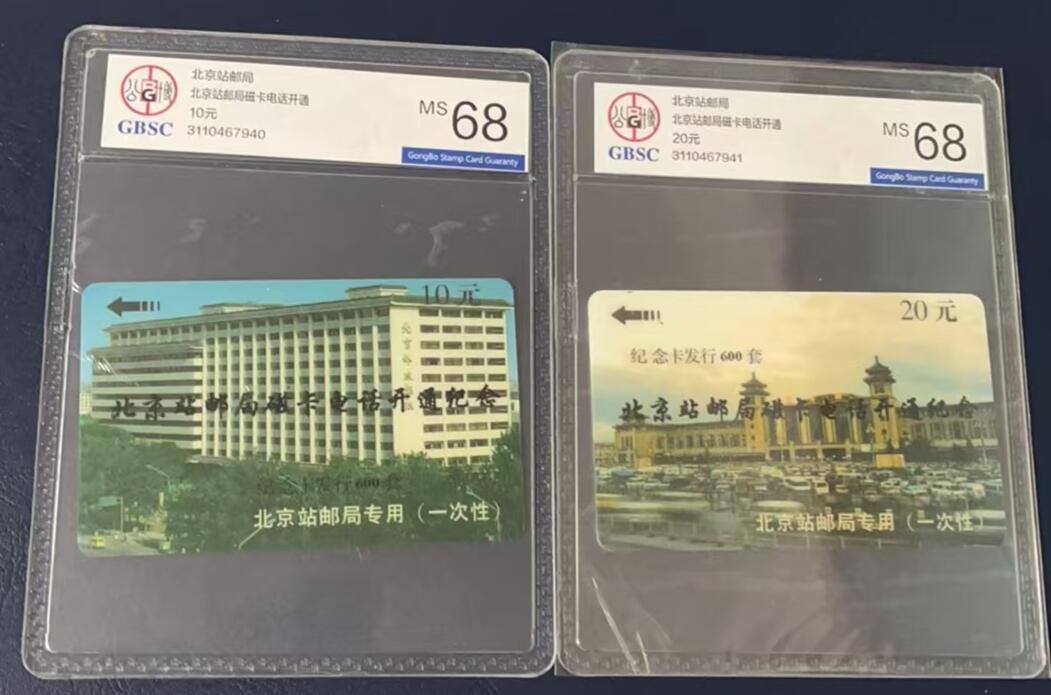 北京站邮局
北京站邮局磁卡电话开通
10元
3110467940
GBSC
MS 68
GongBo Stamp Card Guaranty
10元
北京站邮局磁卡电话开通纪念
纪念卡发行600套
北京站邮局专用（一次性）
北京站邮局
北京站邮局磁卡电话开通
20元
3110467941
GBSC
MS 68
GongBo Stamp Card Guaranty
20元
纪念卡发行600套
北京站邮局磁卡电话开通纪念
北京站邮局专用（一次性）